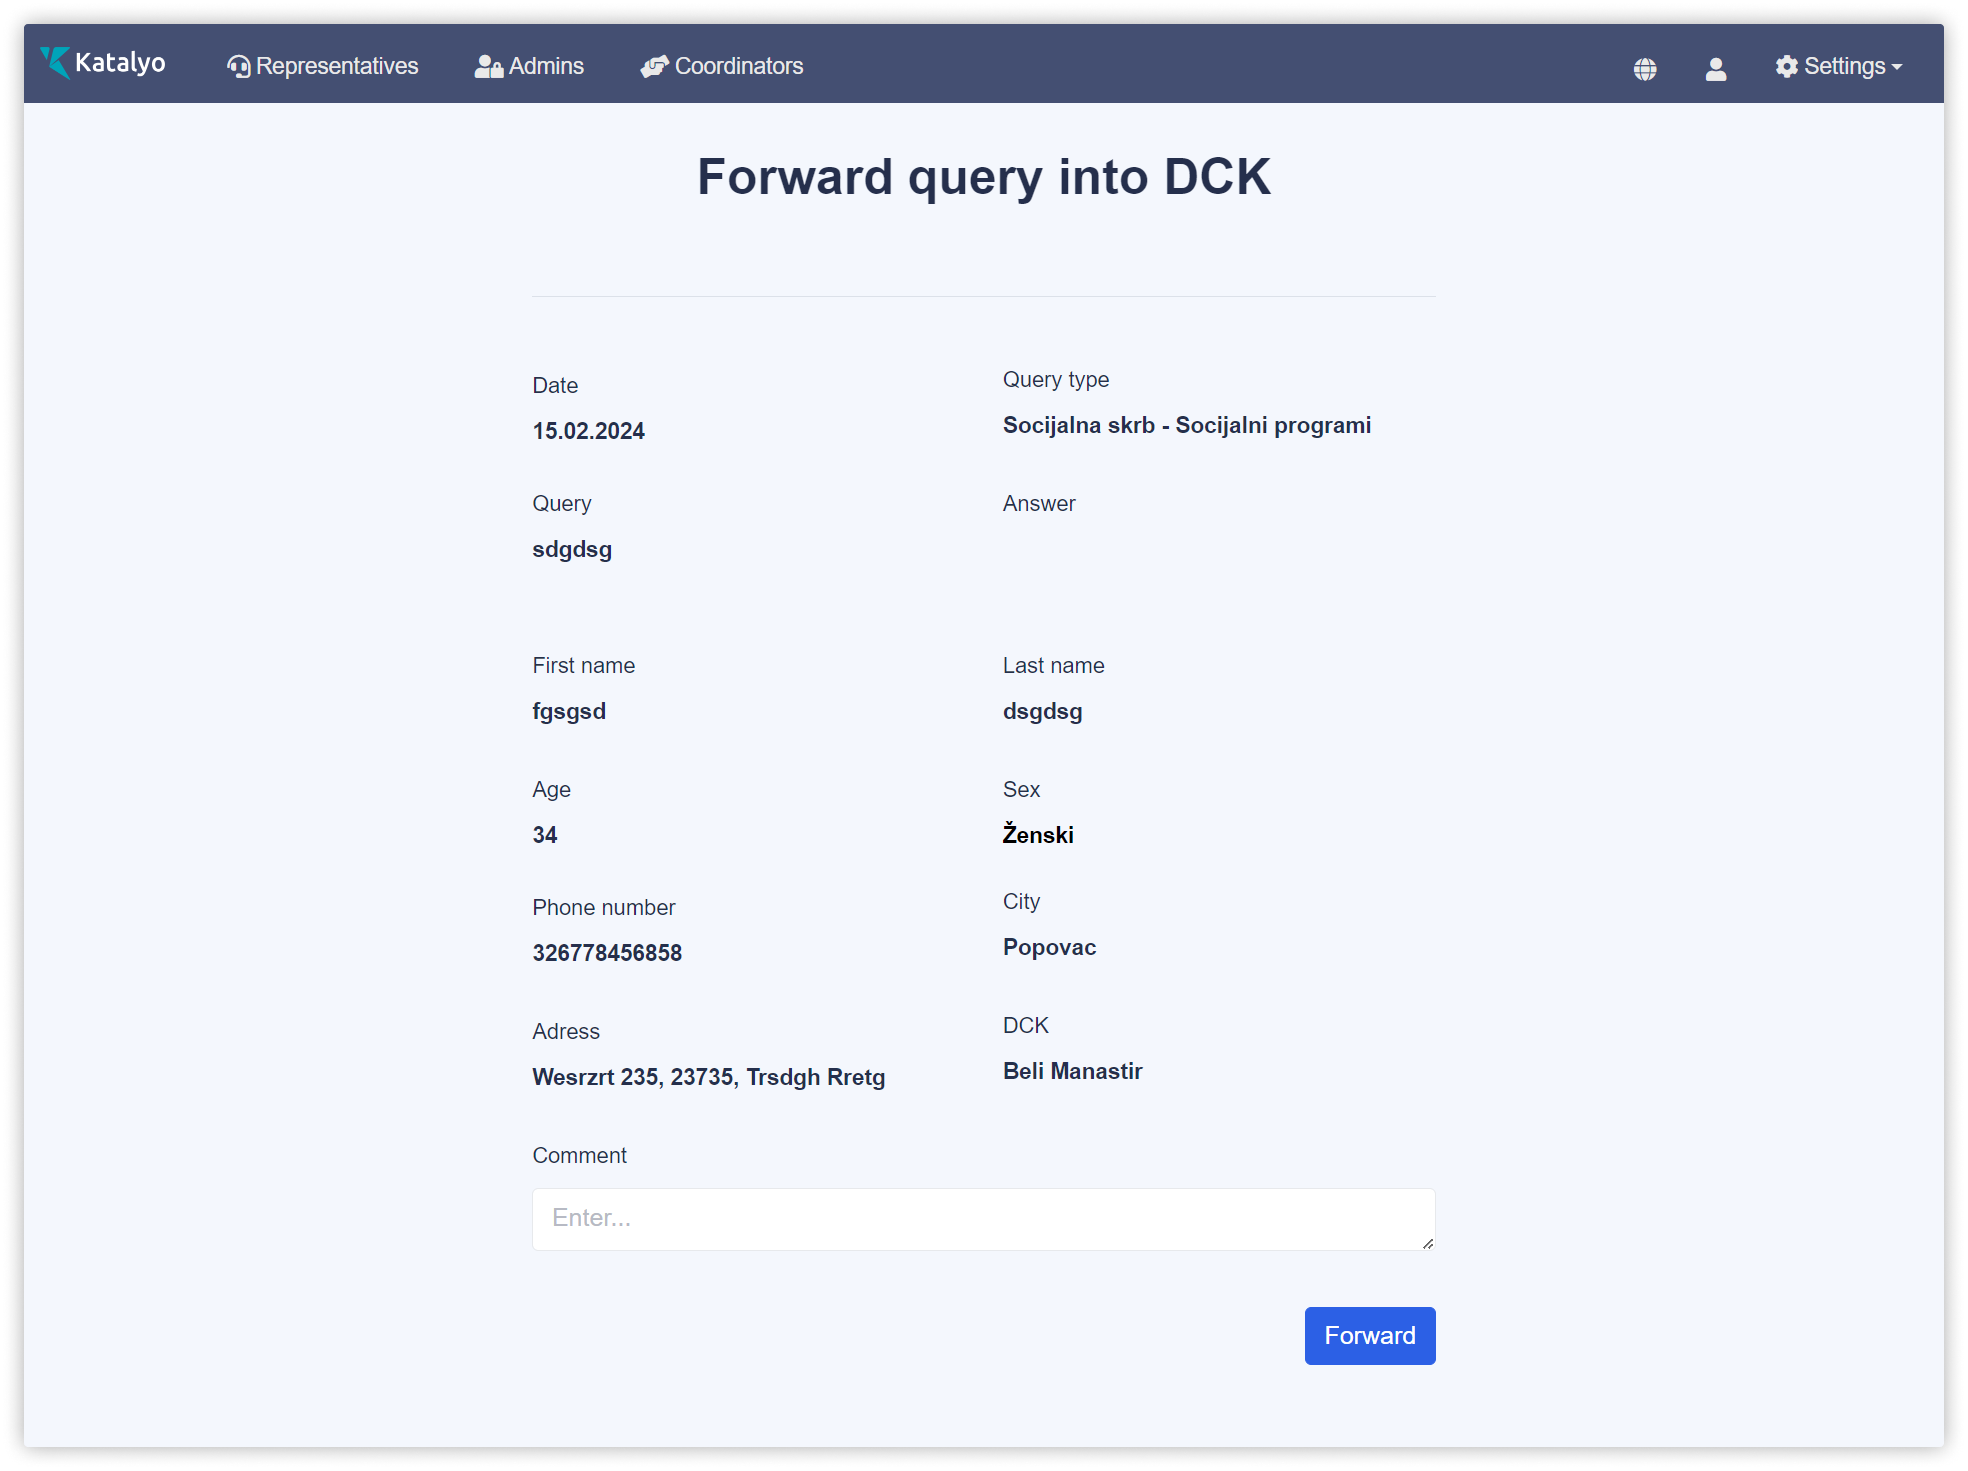 Katalyo Representatives Admins Coordinators Settings
Forward query into DCK
Date
15.02.2024
Query type
Socijalna skrb - Socijalni programi
Query
sdgdsg
Answer
First name
fgsgsd
Last name
dsgdsg
Age
34
Sex
Ženski
Phone number
326778456858
City
Popovac
Adress
Wesrzrt 235, 23735, Trsdgh Rretg
DCK
Beli Manastir
Comment
Enter...
Forward